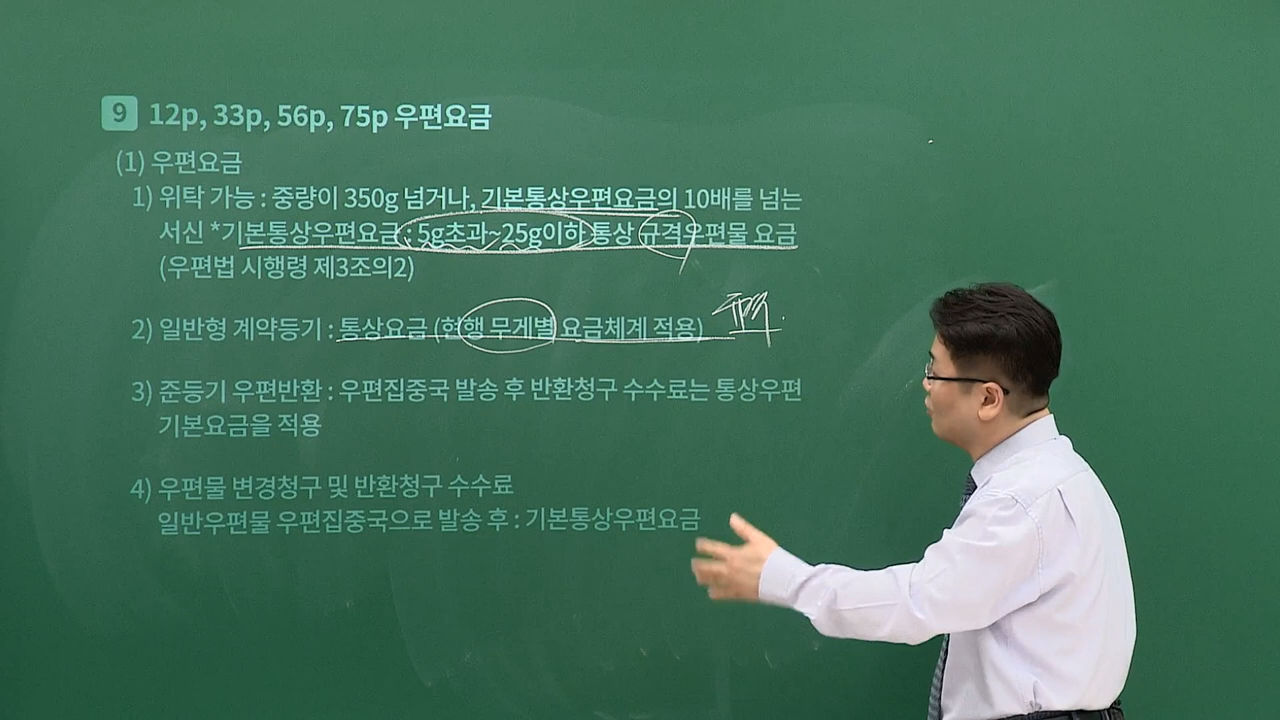 9 12p, 33p, 56p, 75p 우편요금
(1) 우편요금
1) 위탁 가능 : 중량이 350g 넘거나, 기본통상우편요금의 10배를 넘는
서신 *기본통상우편요금 : 5g초과~25g이하 통상 규격우편물 요금
(우편법 시행령 제3조의2)
2) 일반형 계약등기 : 통상요금 (현행 무게별 요금체계 적용)
3) 준등기 우편반환 : 우편집중국 발송 후 반환청구 수수료는 통상우편
기본요금을 적용
4) 우편물 변경청구 및 반환청구 수수료
일반우편물 우편집중국으로 발송 후 : 기본통상우편요금